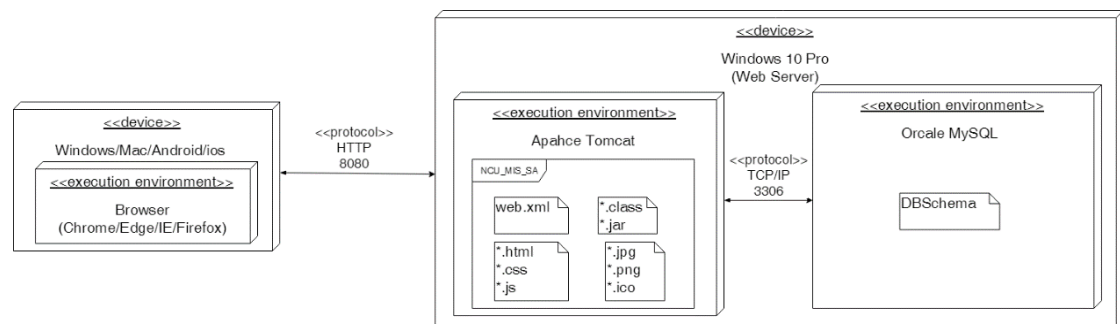 <<device>>
Windows/Mac/Android/ios
<<execution environment>>
Browser
(Chrome/Edge/IE/Firefox)
<<protocol>>
HTTP
8080
<<device>>
Windows 10 Pro
(Web Server)
<<execution environment>>
Apahce Tomcat
NCU_MIS_SA
web.xml
*.class
*.jar
*.html
*.css
*.js
*.jpg
*.png
*.ico
<<protocol>>
TCP/IP
3306
<<execution environment>>
Orcale MySQL
DBSchema